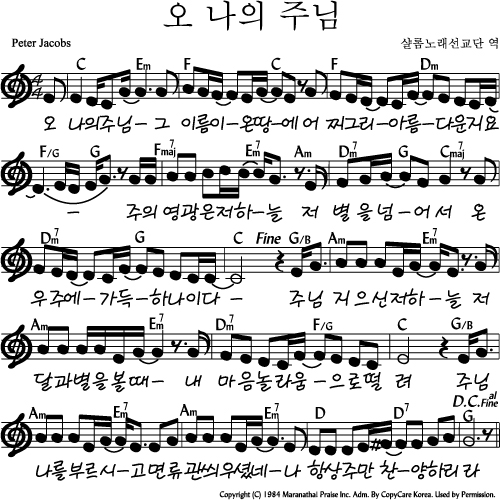 오 나의 주님
Peter Jacobs 샬롬노래선교단 역
C Em F C F Dm
오 나의주님-그 이름이-온땅-에어 찌그리-아름-다운지요
F/G G Fmaj7 Em7 Am Dm7 G Cmaj7
- 주의 영광은저하-늘 저 별을넘-어서 온
Dm7 G C Fine G/B Am Em7
우주에-가득-하나이다- 주님 지으신저하-늘 저
Am Em7 Dm7 F/G C G/B
달과별을볼때-내 마음놀라움-으로떨려 주님
D.C. al Fine
Am Em7 Am Em7 D D7 G
나를부르시-고면류관씌우셨네-나 항상주만 찬-양하리라
Copyright (C) 1984 Maranathai Praise Inc. Adm. By CopyCare Korea. Used by Permission.